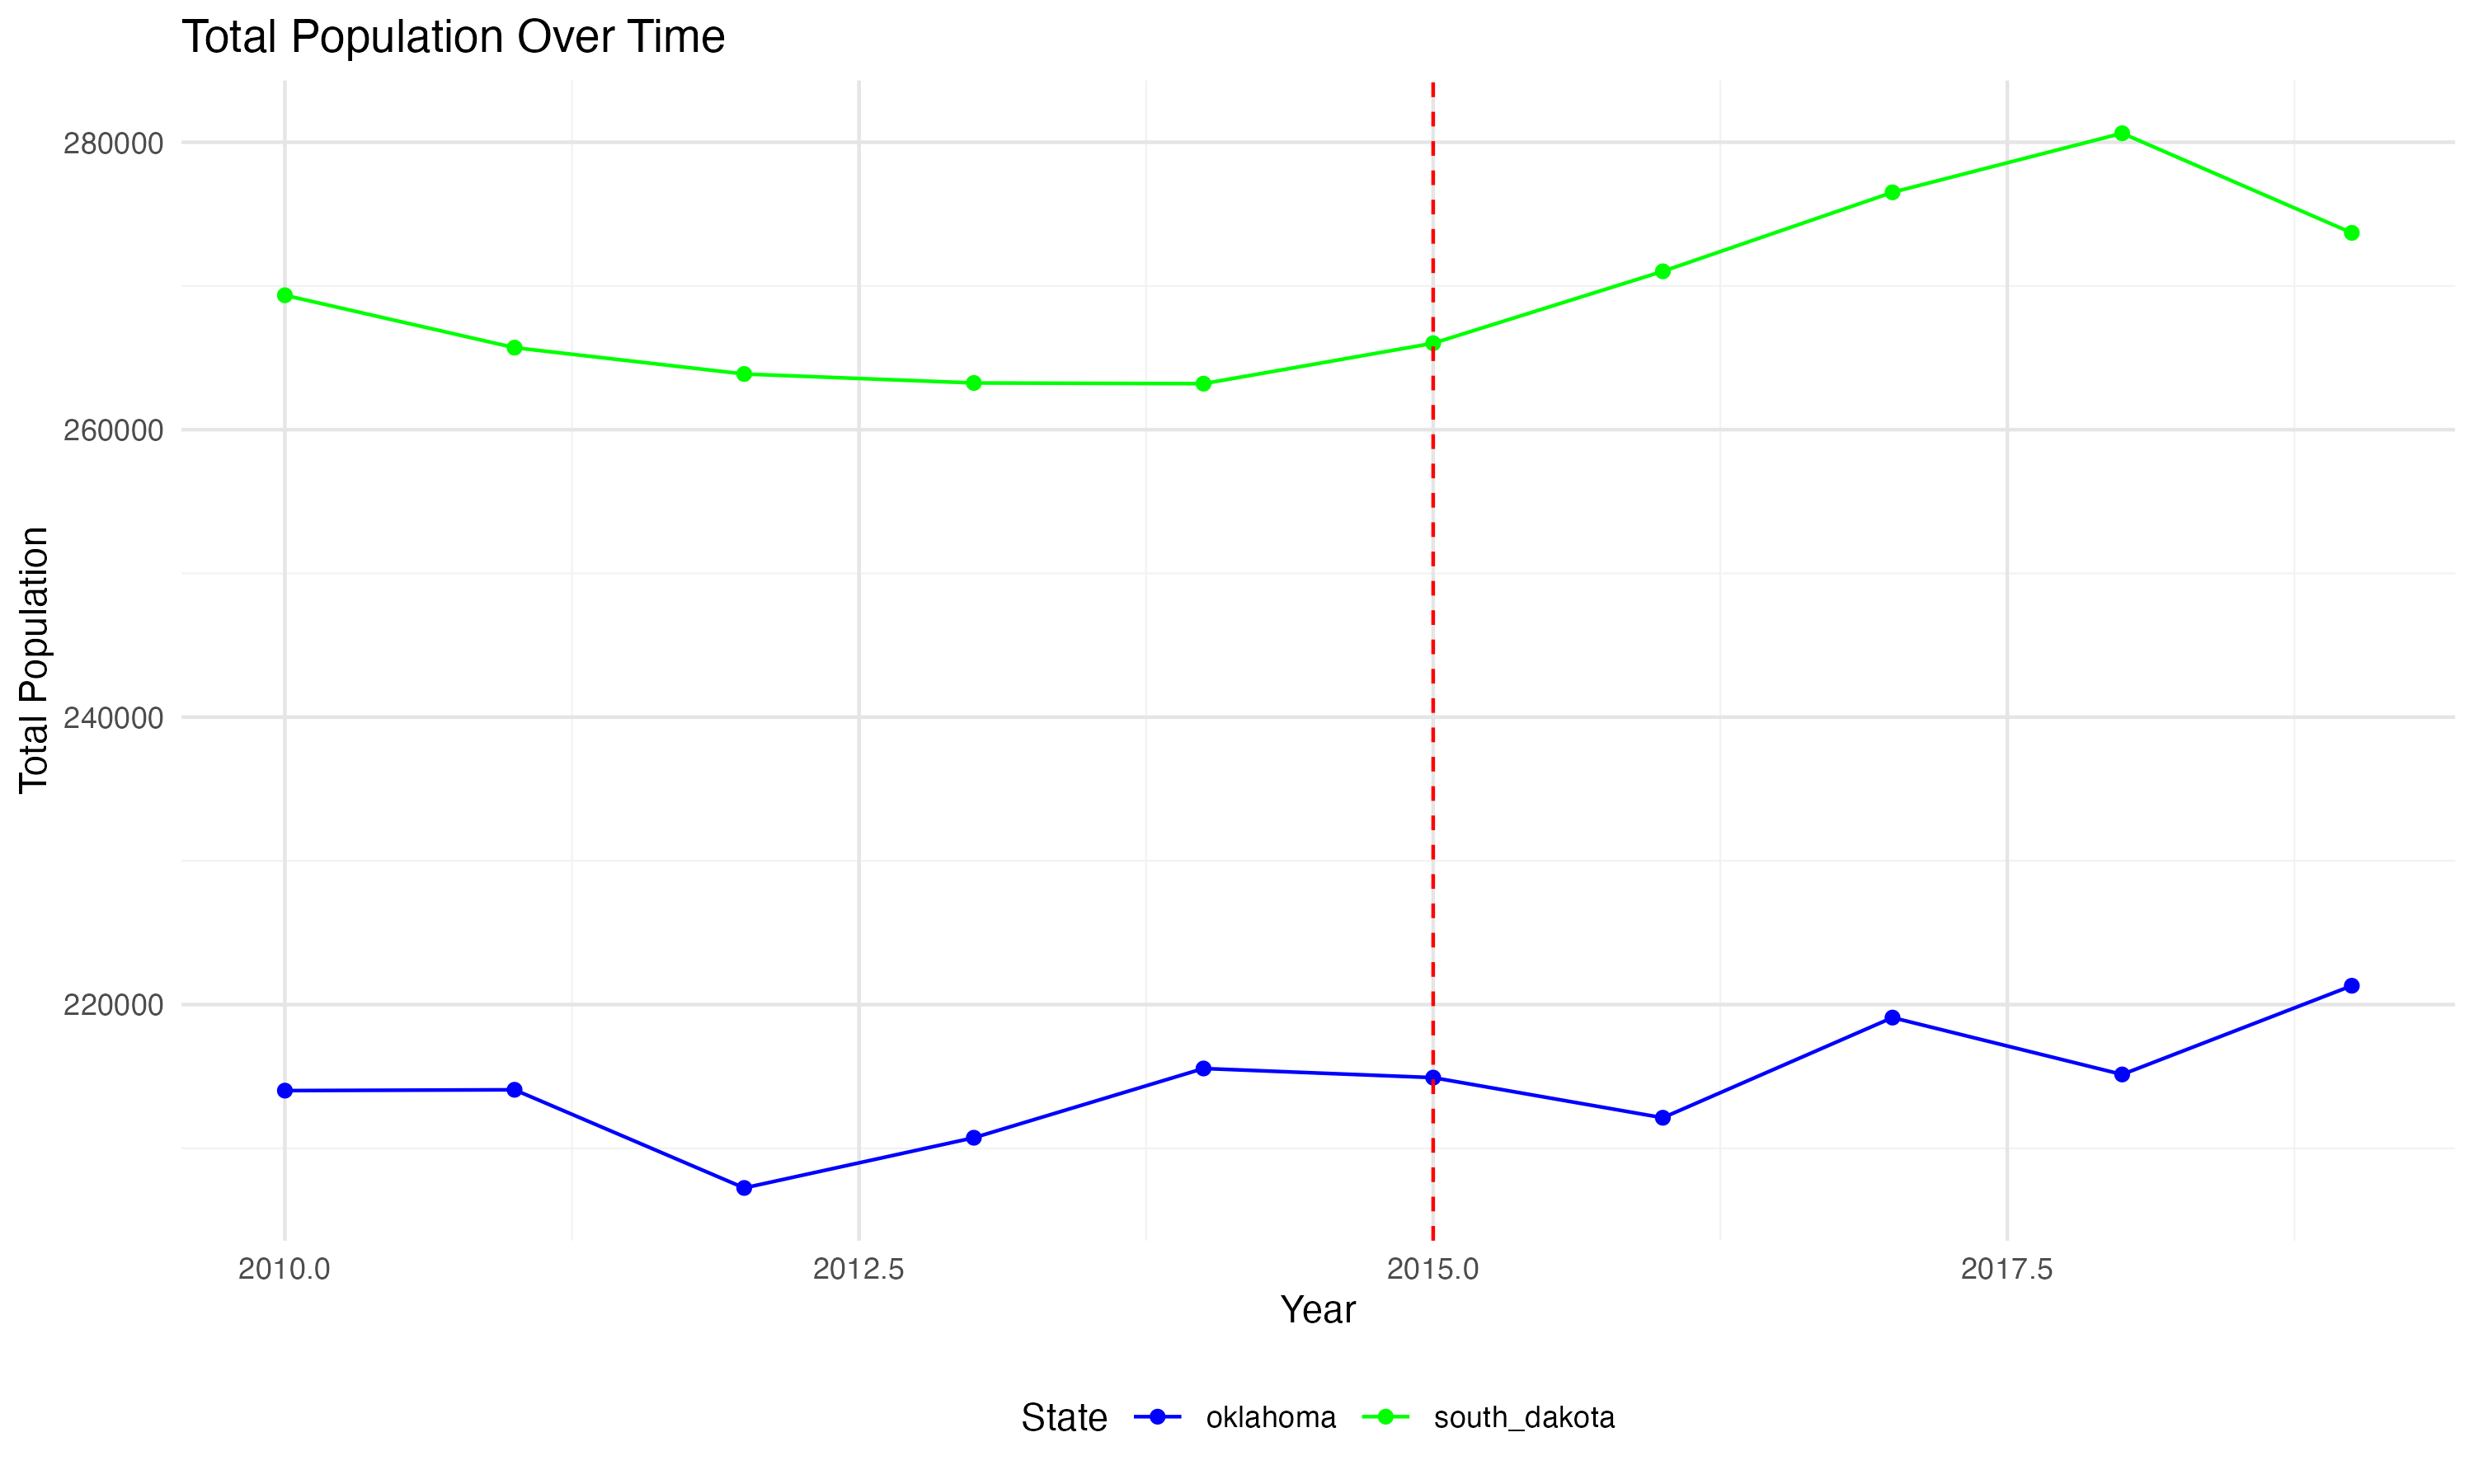 Total Population Over Time
Total Population
280000
260000
240000
220000
2010.0 2012.5 2015.0 2017.5
Year
State oklahoma south_dakota